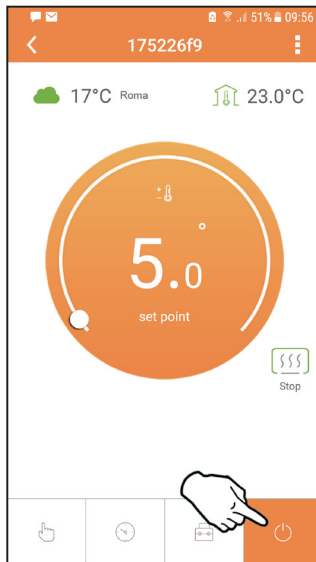 51% 09:56
175226f9
17°C Roma 23.0°C
5.0°
set point
Stop